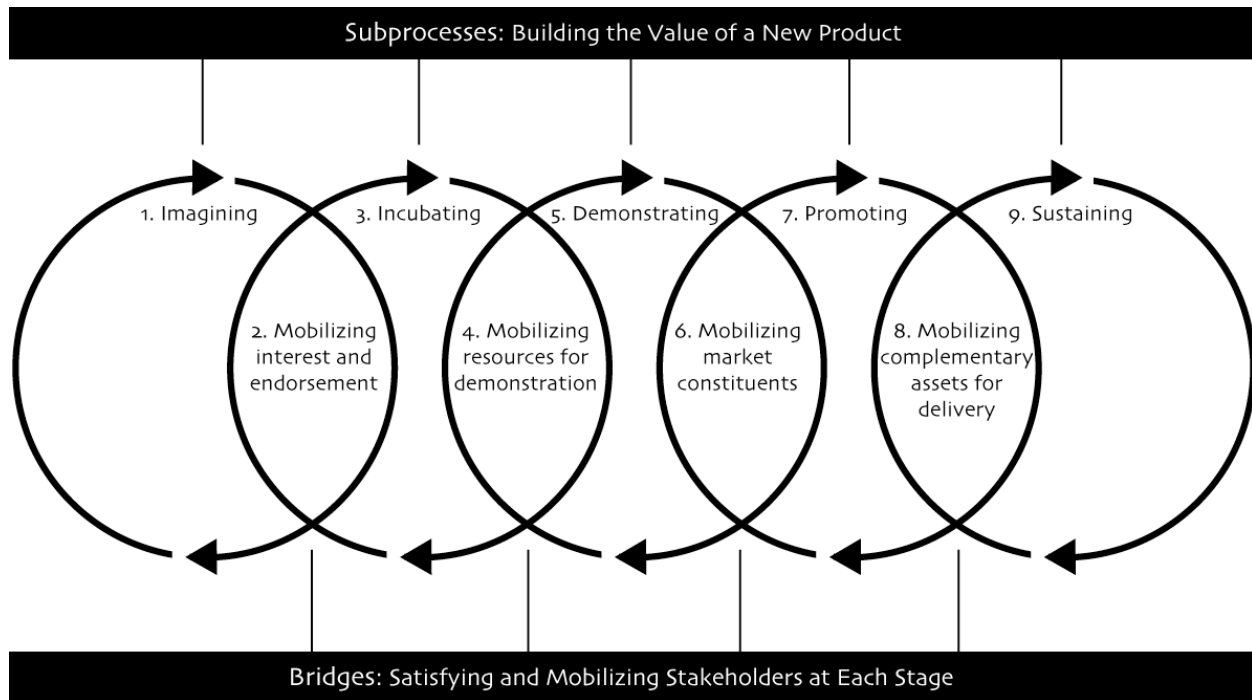 Subprocesses: Building the Value of a New Product
1. Imagining
3. Incubating
5. Demonstrating
7. Promoting
9. Sustaining
2. Mobilizing
interest and
endorsement
4. Mobilizing
resources for
demonstration
6. Mobilizing
market
constituents
8. Mobilizing
complementary
assets for
delivery
Bridges: Satisfying and Mobilizing Stakeholders at Each Stage